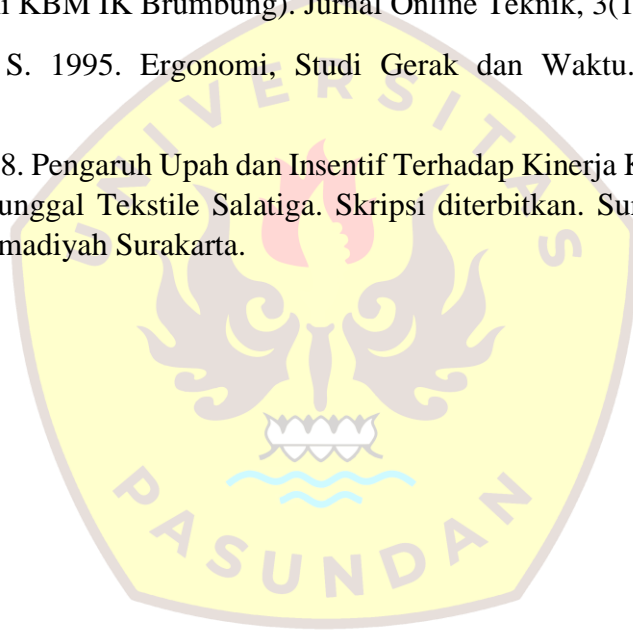 i KBM IK Brumbung). Jurnal Online Teknik, 3(1
S. 1995. Ergonomi, Studi Gerak dan Waktu.
8. Pengaruh Upah dan Insentif Terhadap Kinerja K
unggal Tekstile Salatiga. Skripsi diterbitkan. Su
madiyah Surakarta.
UNIVERSITAS
PASUNDAN